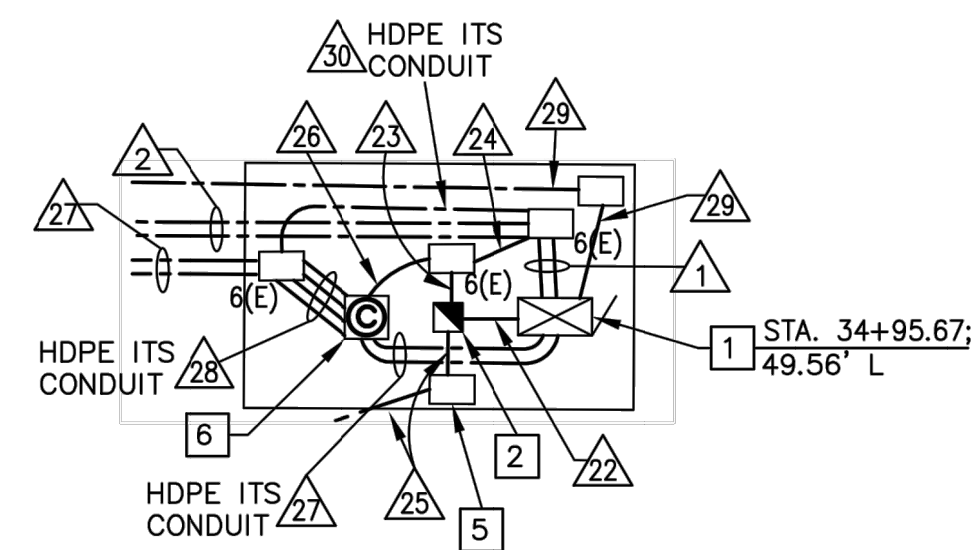 HDPE ITS
CONDUIT
30
29
26
23
24
2
27
29
6(E)
1
6(E)
6(E)
C
1
STA. 34+95.67;
49.56' L
HDPE ITS
CONDUIT
28
6
2
22
HDPE ITS
CONDUIT
27
25
5